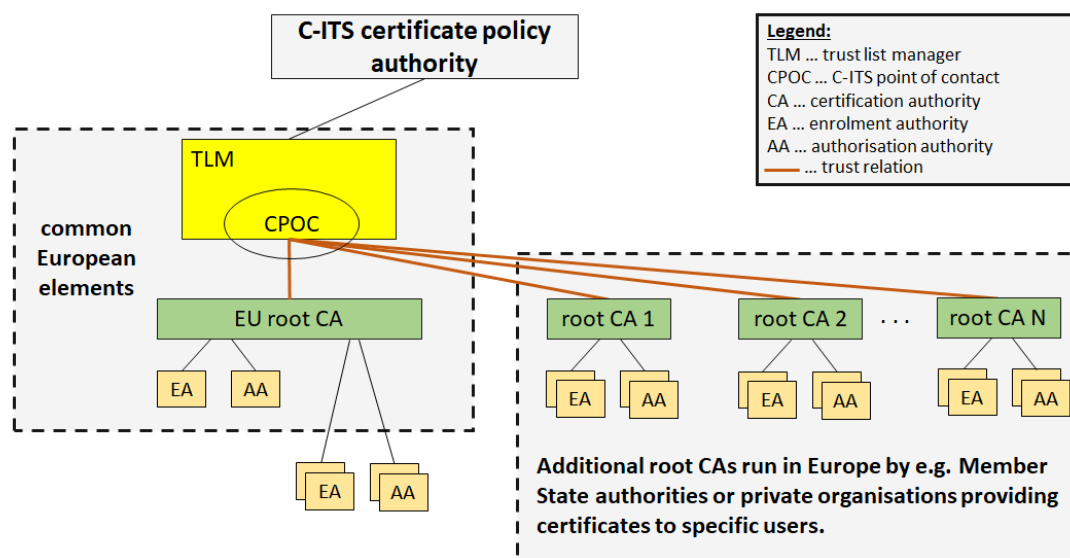 C-ITS certificate policy
authority
Legend:
TLM ... trust list manager
CPOC ... C-ITS point of contact
CA ... certification authority
EA ... enrolment authority
AA ... authorisation authority
... trust relation
TLM
CPOC
common
European
elements
EU root CA
root CA 1
root CA 2
. . .
root CA N
EA
AA
EA
AA
EA
AA
EA
AA
EA
AA
Additional root CAs run in Europe by e.g. Member
State authorities or private organisations providing
certificates to specific users.